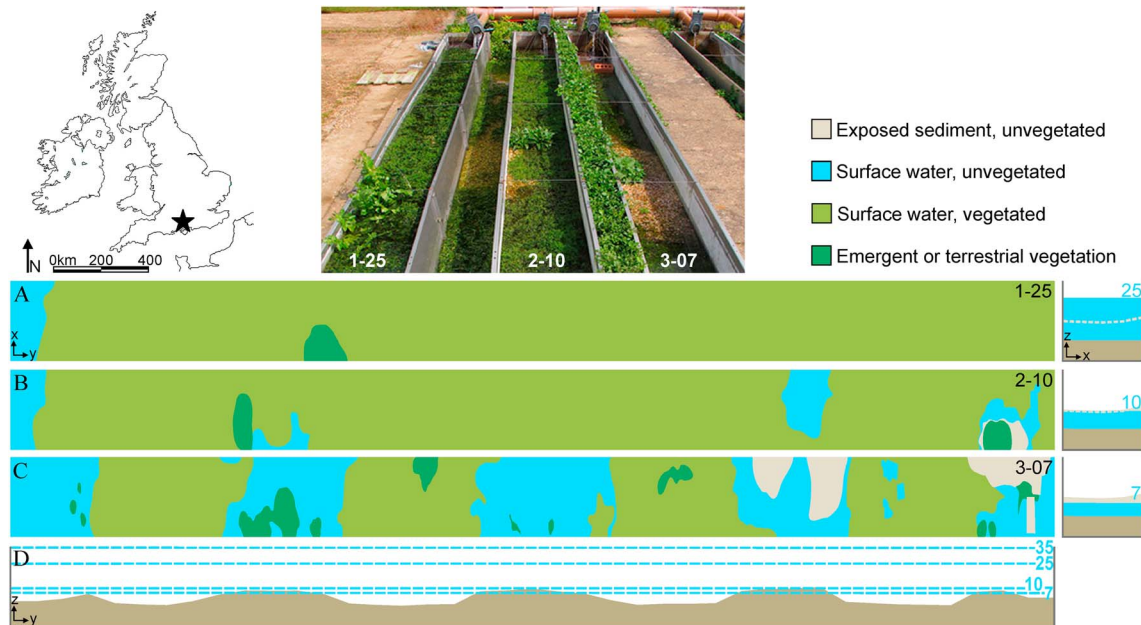 N
0km 200 400
1-25 2-10 3-07
Exposed sediment, unvegetated
Surface water, unvegetated
Surface water, vegetated
Emergent or terrestrial vegetation
A 1-25 25
x
y
z
x
B 2-10 10
C 3-07 7
D 35
25
10
7
z
y